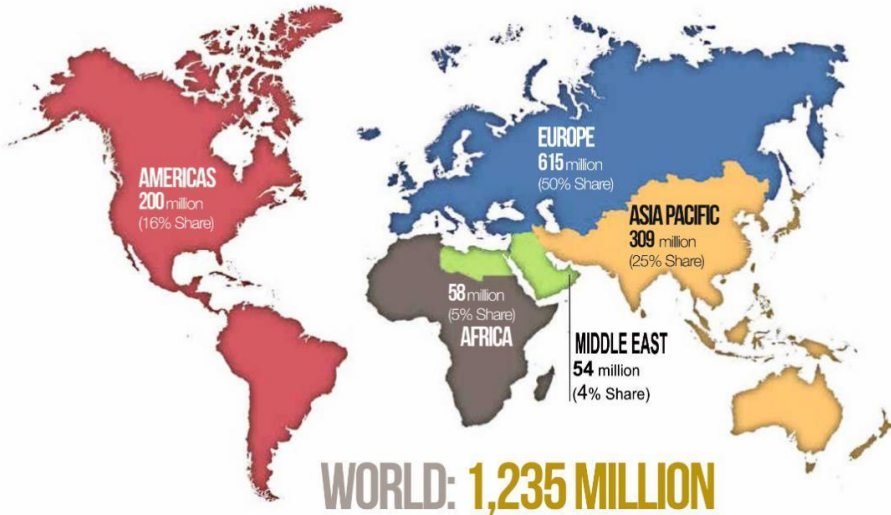 AMERICAS
200 million
(16% Share)
EUROPE
615 million
(50% Share)
ASIA PACIFIC
309 million
(25% Share)
58 million
(5% Share)
AFRICA
MIDDLE EAST
54 million
(4% Share)
WORLD: 1,235 MILLION